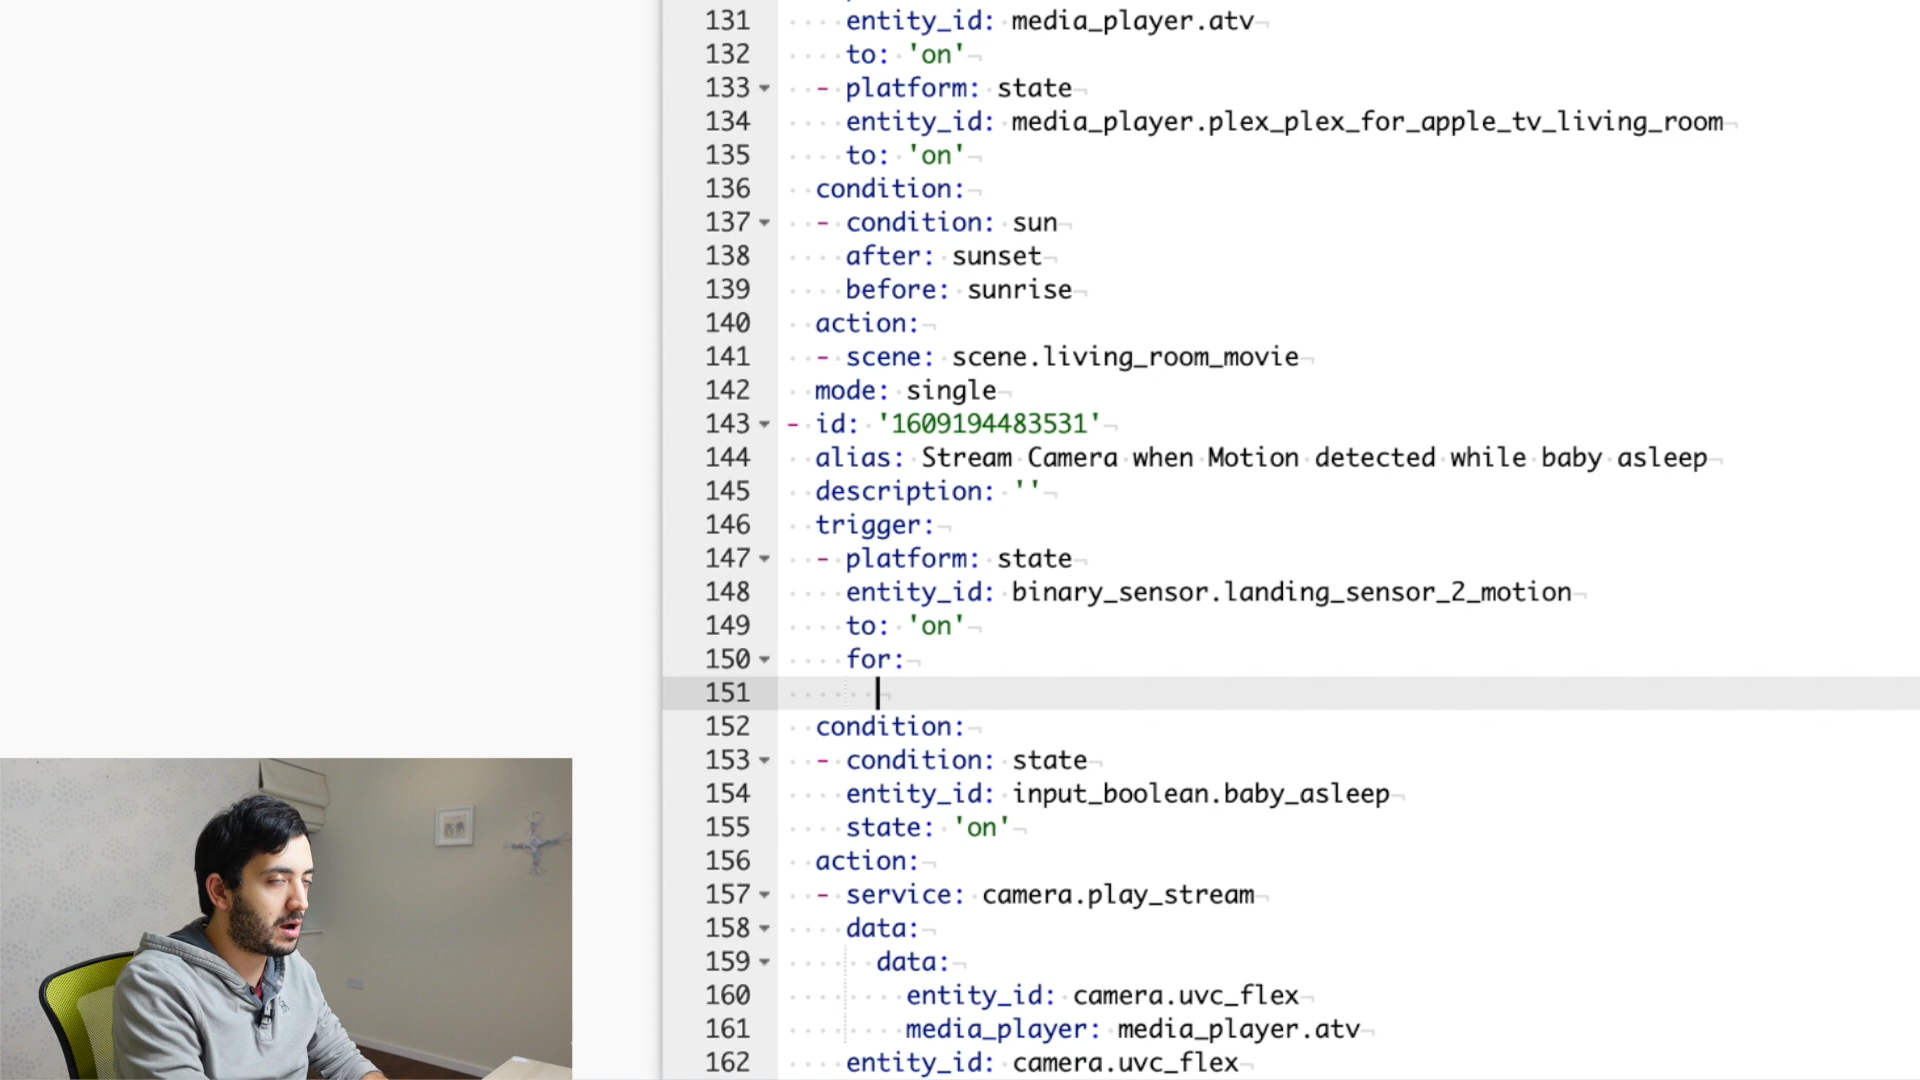 131 entity_id: media_player.atv
132 to: 'on'
133 - platform: state
134 entity_id: media_player.plex_plex_for_apple_tv_living_room
135 to: 'on'
136 condition:
137 - condition: sun
138 after: sunset
139 before: sunrise
140 action:
141 - scene: scene.living_room_movie
142 mode: single
143 - id: '1609194483531'
144 alias: Stream Camera when Motion detected while baby asleep
145 description: ''
146 trigger:
147 - platform: state
148 entity_id: binary_sensor.landing_sensor_2_motion
149 to: 'on'
150 for:
151
152 condition:
153 - condition: state
154 entity_id: input_boolean.baby_asleep
155 state: 'on'
156 action:
157 - service: camera.play_stream
158 data:
159 data:
160 entity_id: camera.uvc_flex
161 media_player: media_player.atv
162 entity_id: camera.uvc_flex